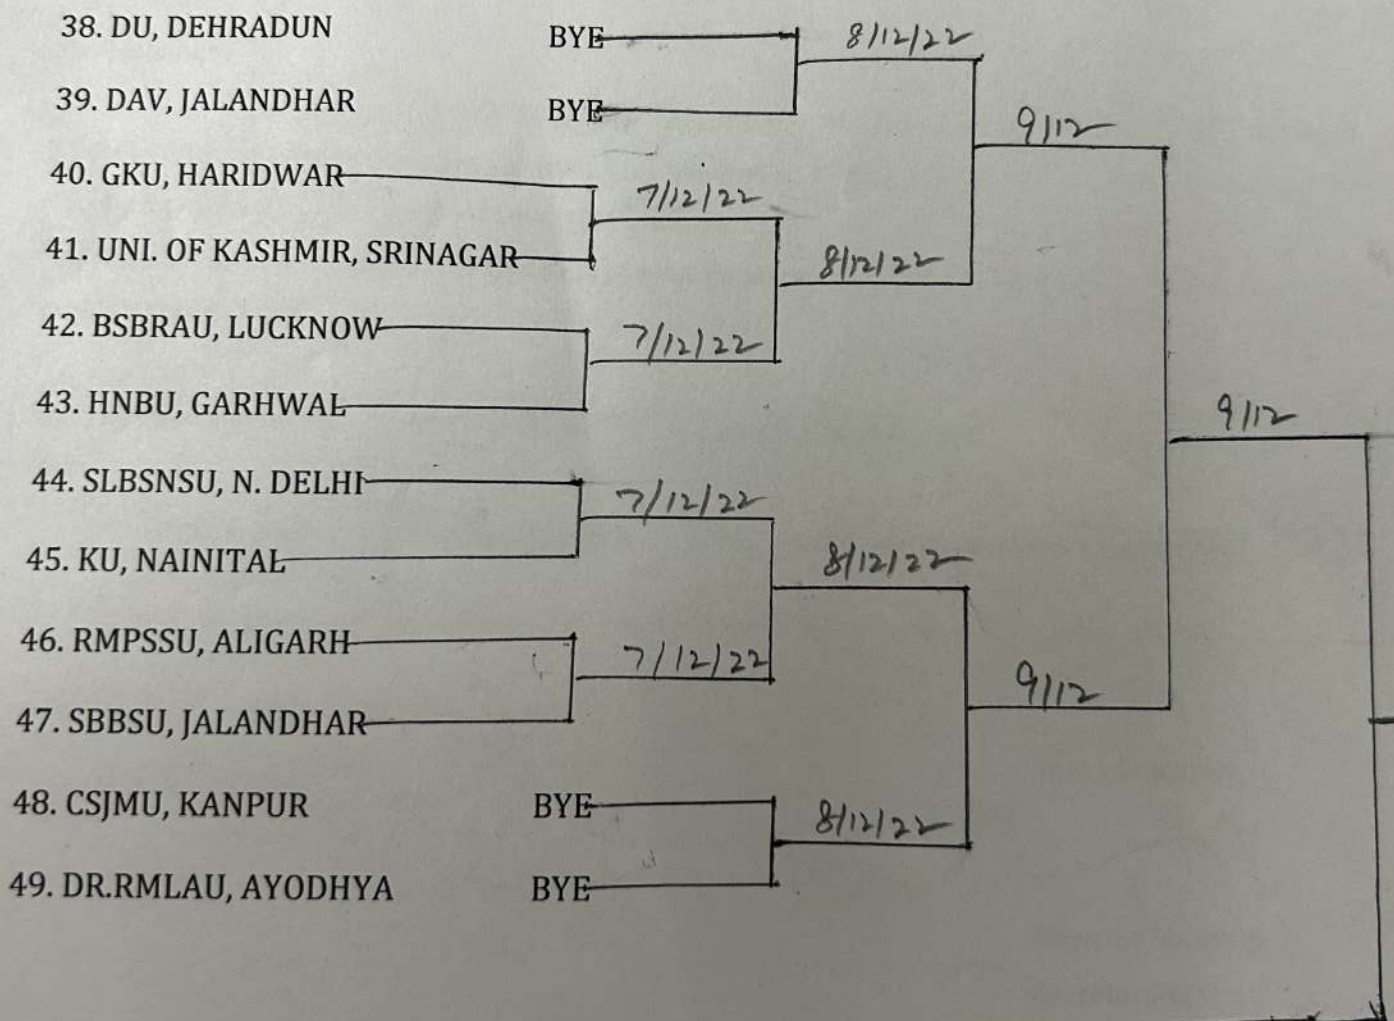 38. DU, DEHRADUN BYE 8/12/22
39. DAV, JALANDHAR BYE 9/12
40. GKU, HARIDWAR 7/12/22
41. UNI. OF KASHMIR, SRINAGAR 8/12/22
42. BSBRAU, LUCKNOW 7/12/22
43. HNBU, GARHWAL 9/12
44. SLBSNSU, N. DELHI 7/12/22
45. KU, NAINITAL 8/12/22
46. RMPSSU, ALIGARH 7/12/22
47. SBBSU, JALANDHAR 9/12
48. CSJMU, KANPUR BYE 8/12/22
49. DR.RMLAU, AYODHYA BYE